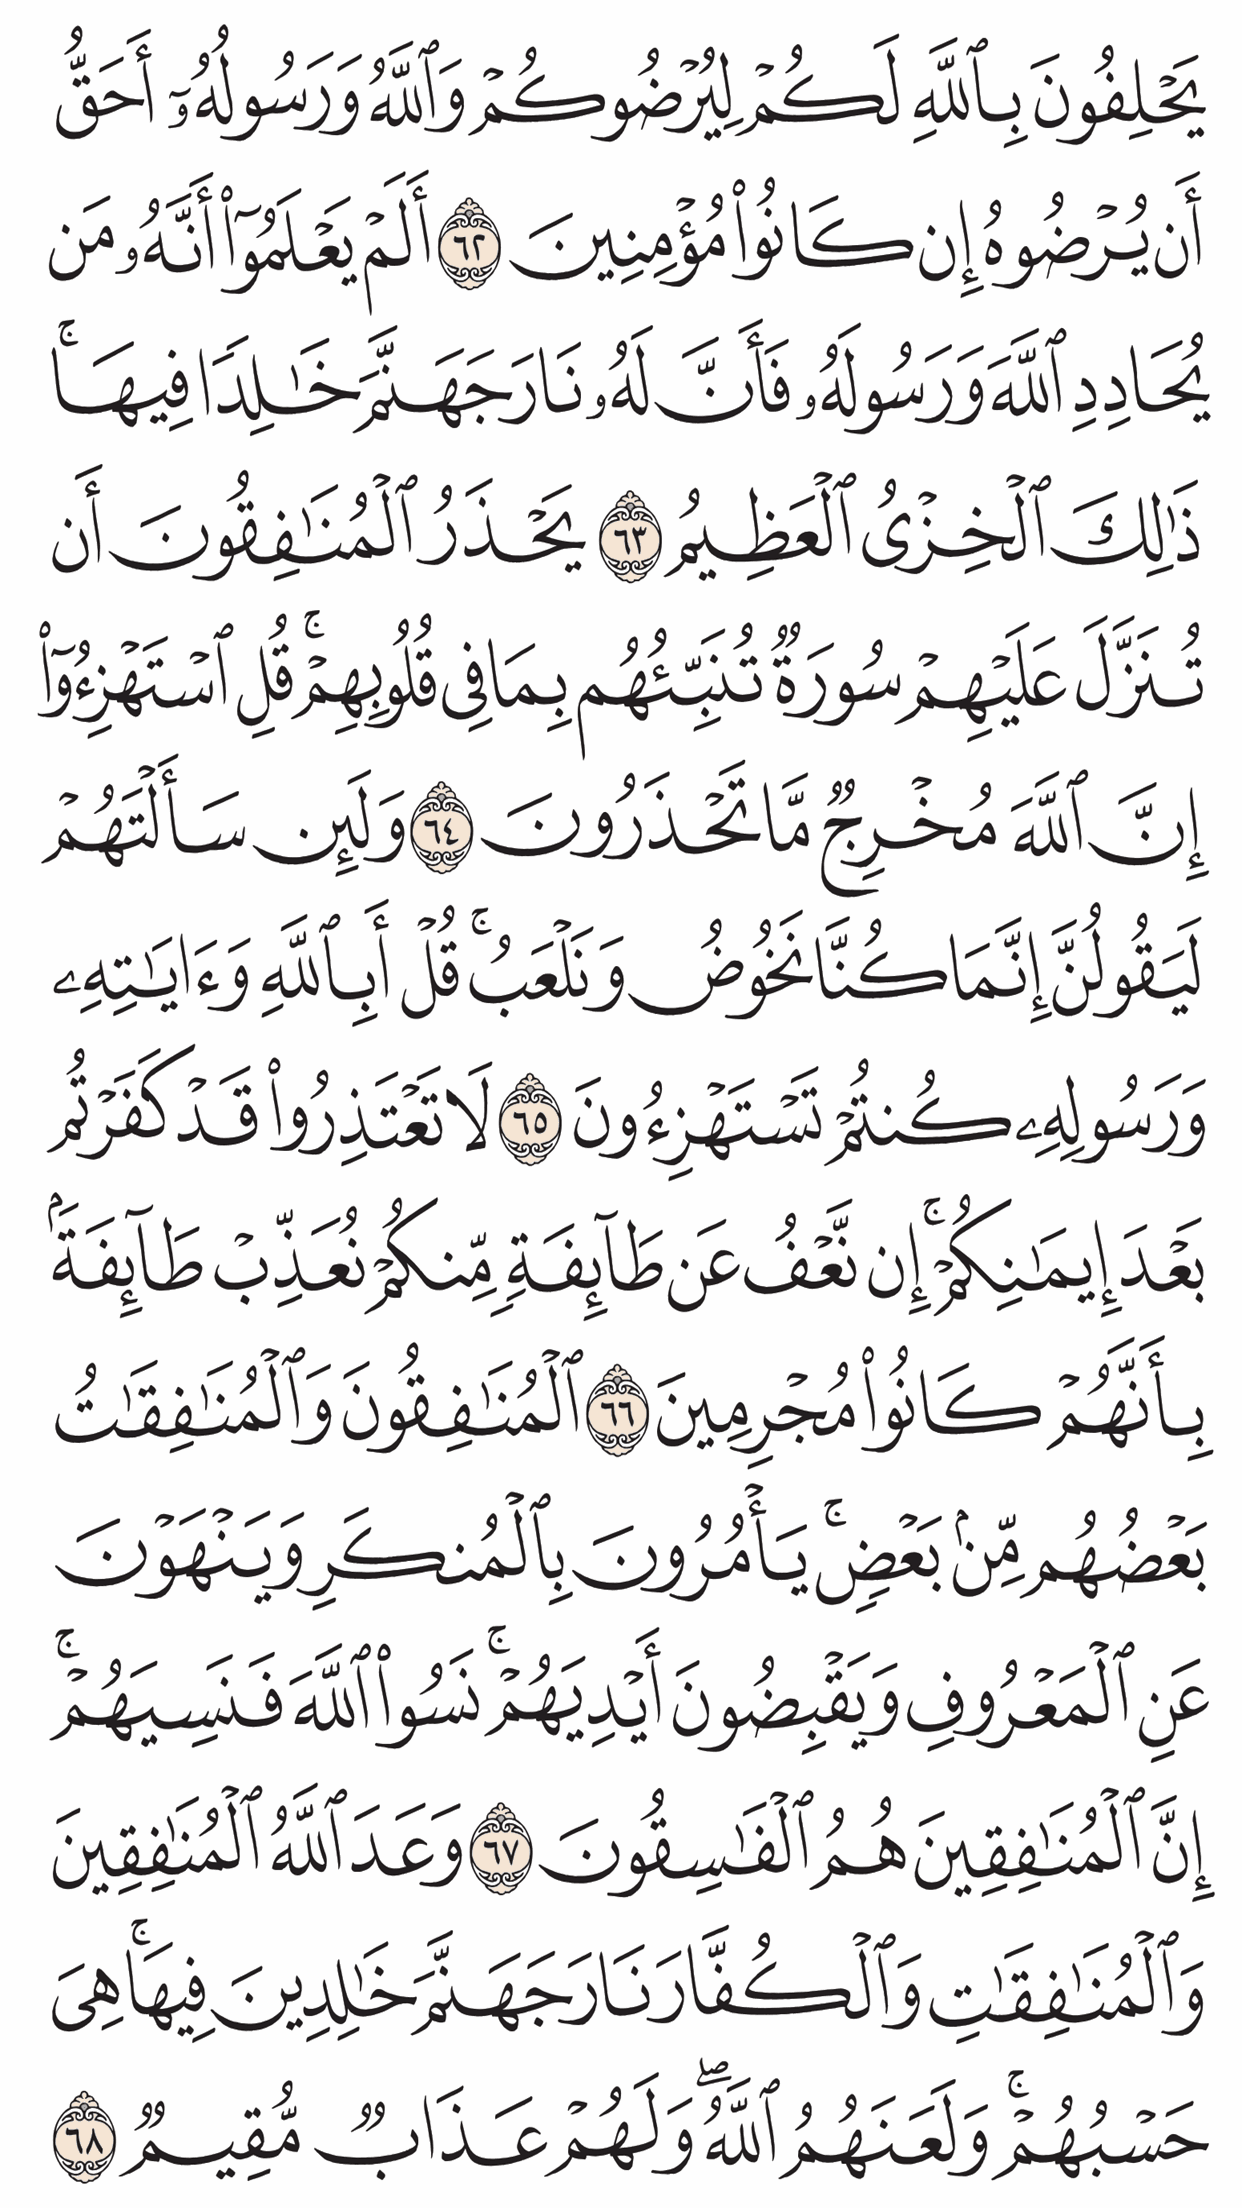 يَحْلِفُونَ بِٱللَّهِ لَكُمْ لِيُرْضُوكُمْ وَٱللَّهُ وَرَسُولُهُۥٓ أَحَقُّ
أَن يُرْضُوهُ إِن كَانُوا۟ مُؤْمِنِينَ ٦٢ أَلَمْ يَعْلَمُوٓا۟ أَنَّهُۥ مَن
يُحَادِدِ ٱللَّهَ وَرَسُولَهُۥ فَأَنَّ لَهُۥ نَارَ جَهَنَّمَ خَـٰلِدًا فِيهَا ۚ
ذَٰلِكَ ٱلْخِزْىُ ٱلْعَظِيمُ ٦٣ يَحْذَرُ ٱلْمُنَـٰفِقُونَ أَن
تُنَزَّلَ عَلَيْهِمْ سُورَةٌ تُنَبِّئُهُم بِمَا فِى قُلُوبِهِمْ ۚ قُلِ ٱسْتَهْزِءُوٓا۟
إِنَّ ٱللَّهَ مُخْرِجٌ مَّا تَحْذَرُونَ ٦٤ وَلَئِن سَأَلْتَهُمْ
لَيَقُولُنَّ إِنَّمَا كُنَّا نَخُوضُ وَنَلْعَبُ ۚ قُلْ أَبِٱللَّهِ وَءَايَـٰتِهِۦ
وَرَسُولِهِۦ كُنتُمْ تَسْتَهْزِءُونَ ٦٥ لَا تَعْتَذِرُوا۟ قَدْ كَفَرْتُم
بَعْدَ إِيمَـٰنِكُمْ ۚ إِن نَّعْفُ عَن طَآئِفَةٍ مِّنكُمْ نُعَذِّبْ طَآئِفَةًۢ
بِأَنَّهُمْ كَانُوا۟ مُجْرِمِينَ ٦٦ ٱلْمُنَـٰفِقُونَ وَٱلْمُنَـٰفِقَـٰتُ
بَعْضُهُم مِّنۢ بَعْضٍ ۚ يَأْمُرُونَ بِٱلْمُنكَرِ وَيَنْهَوْنَ
عَنِ ٱلْمَعْرُوفِ وَيَقْبِضُونَ أَيْدِيَهُمْ ۚ نَسُوا۟ ٱللَّهَ فَنَسِيَهُمْ ۚ
إِنَّ ٱلْمُنَـٰفِقِينَ هُمُ ٱلْفَـٰسِقُونَ ٦٧ وَعَدَ ٱللَّهُ ٱلْمُنَـٰفِقِينَ
وَٱلْمُنَـٰفِقَـٰتِ وَٱلْكُفَّارَ نَارَ جَهَنَّمَ خَـٰلِدِينَ فِيهَا ۚ هِىَ
حَسْبُهُمْ ۚ وَلَعَنَهُمُ ٱللَّهُ ۖ وَلَهُمْ عَذَابٌ مُّقِيمٌ ٦٨